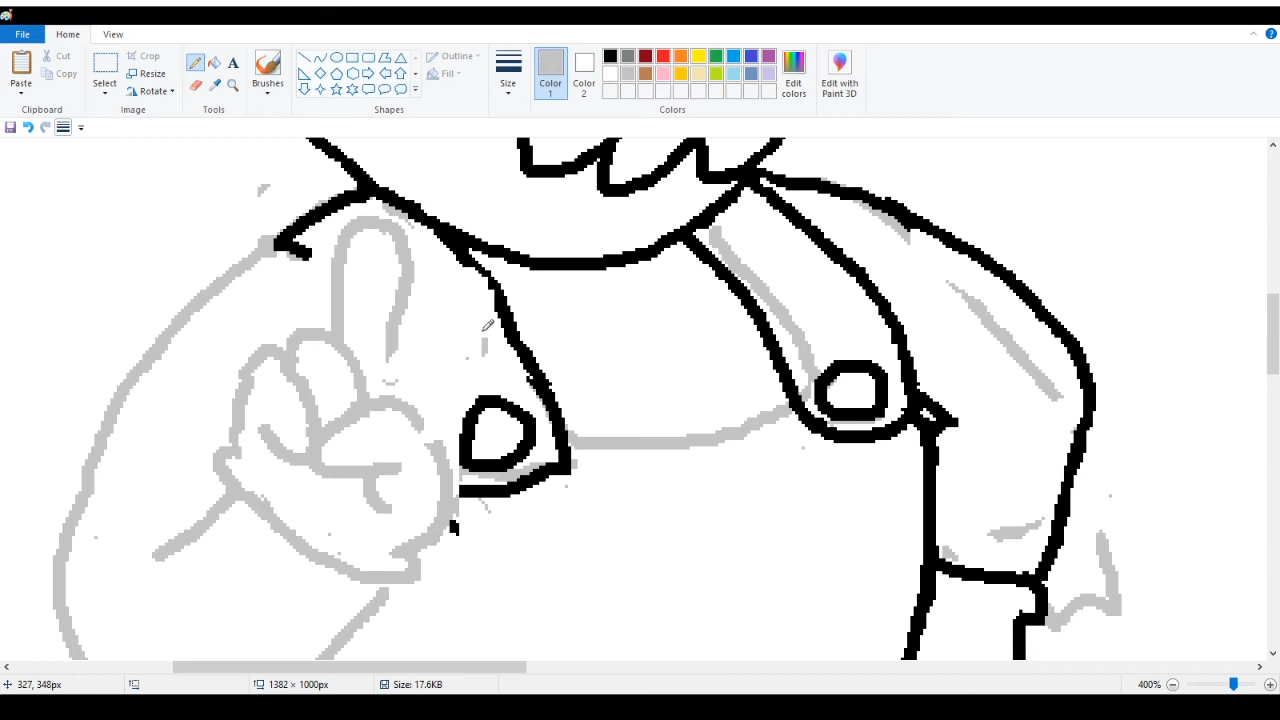 File Home View
Paste
Cut
Copy
Clipboard
Select
Crop
Resize
Rotate
Image
Tools
Brushes
Outline
Fill
Shapes
Size
Color
1
Color
2
Edit
colors
Colors
Edit with
Paint 3D
327, 348px
1382 × 1000px
Size: 17.6KB
400%